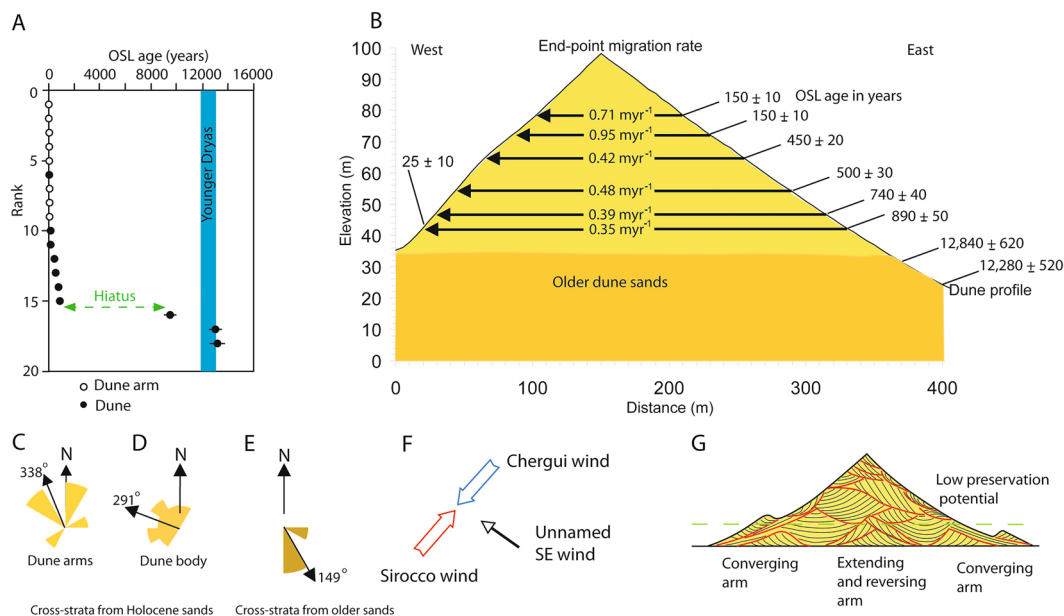 A
OSL age (years)
0 4000 8000 12000 16000
0
5
10
15
20
Rank
Younger Dryas
Hiatus
Dune arm
Dune
B
West
End-point migration rate
East
100
90
80
70
60
50
40
30
20
10
0
Elevation (m)
OSL age in years
0.71 myr⁻¹
150 ± 10
0.95 myr⁻¹
150 ± 10
0.42 myr⁻¹
450 ± 20
25 ± 10
0.48 myr⁻¹
500 ± 30
0.39 myr⁻¹
740 ± 40
0.35 myr⁻¹
890 ± 50
12,840 ± 620
12,280 ± 520
Older dune sands
Dune profile
0 100 200 300 400
Distance (m)
C
N
338°
Dune arms
D
N
291°
Dune body
Cross-strata from Holocene sands
E
N
149°
Cross-strata from older sands
F
Chergui wind
Unnamed
SE wind
Sirocco wind
G
Low preservation
potential
Converging
arm
Extending
and reversing
arm
Converging
arm